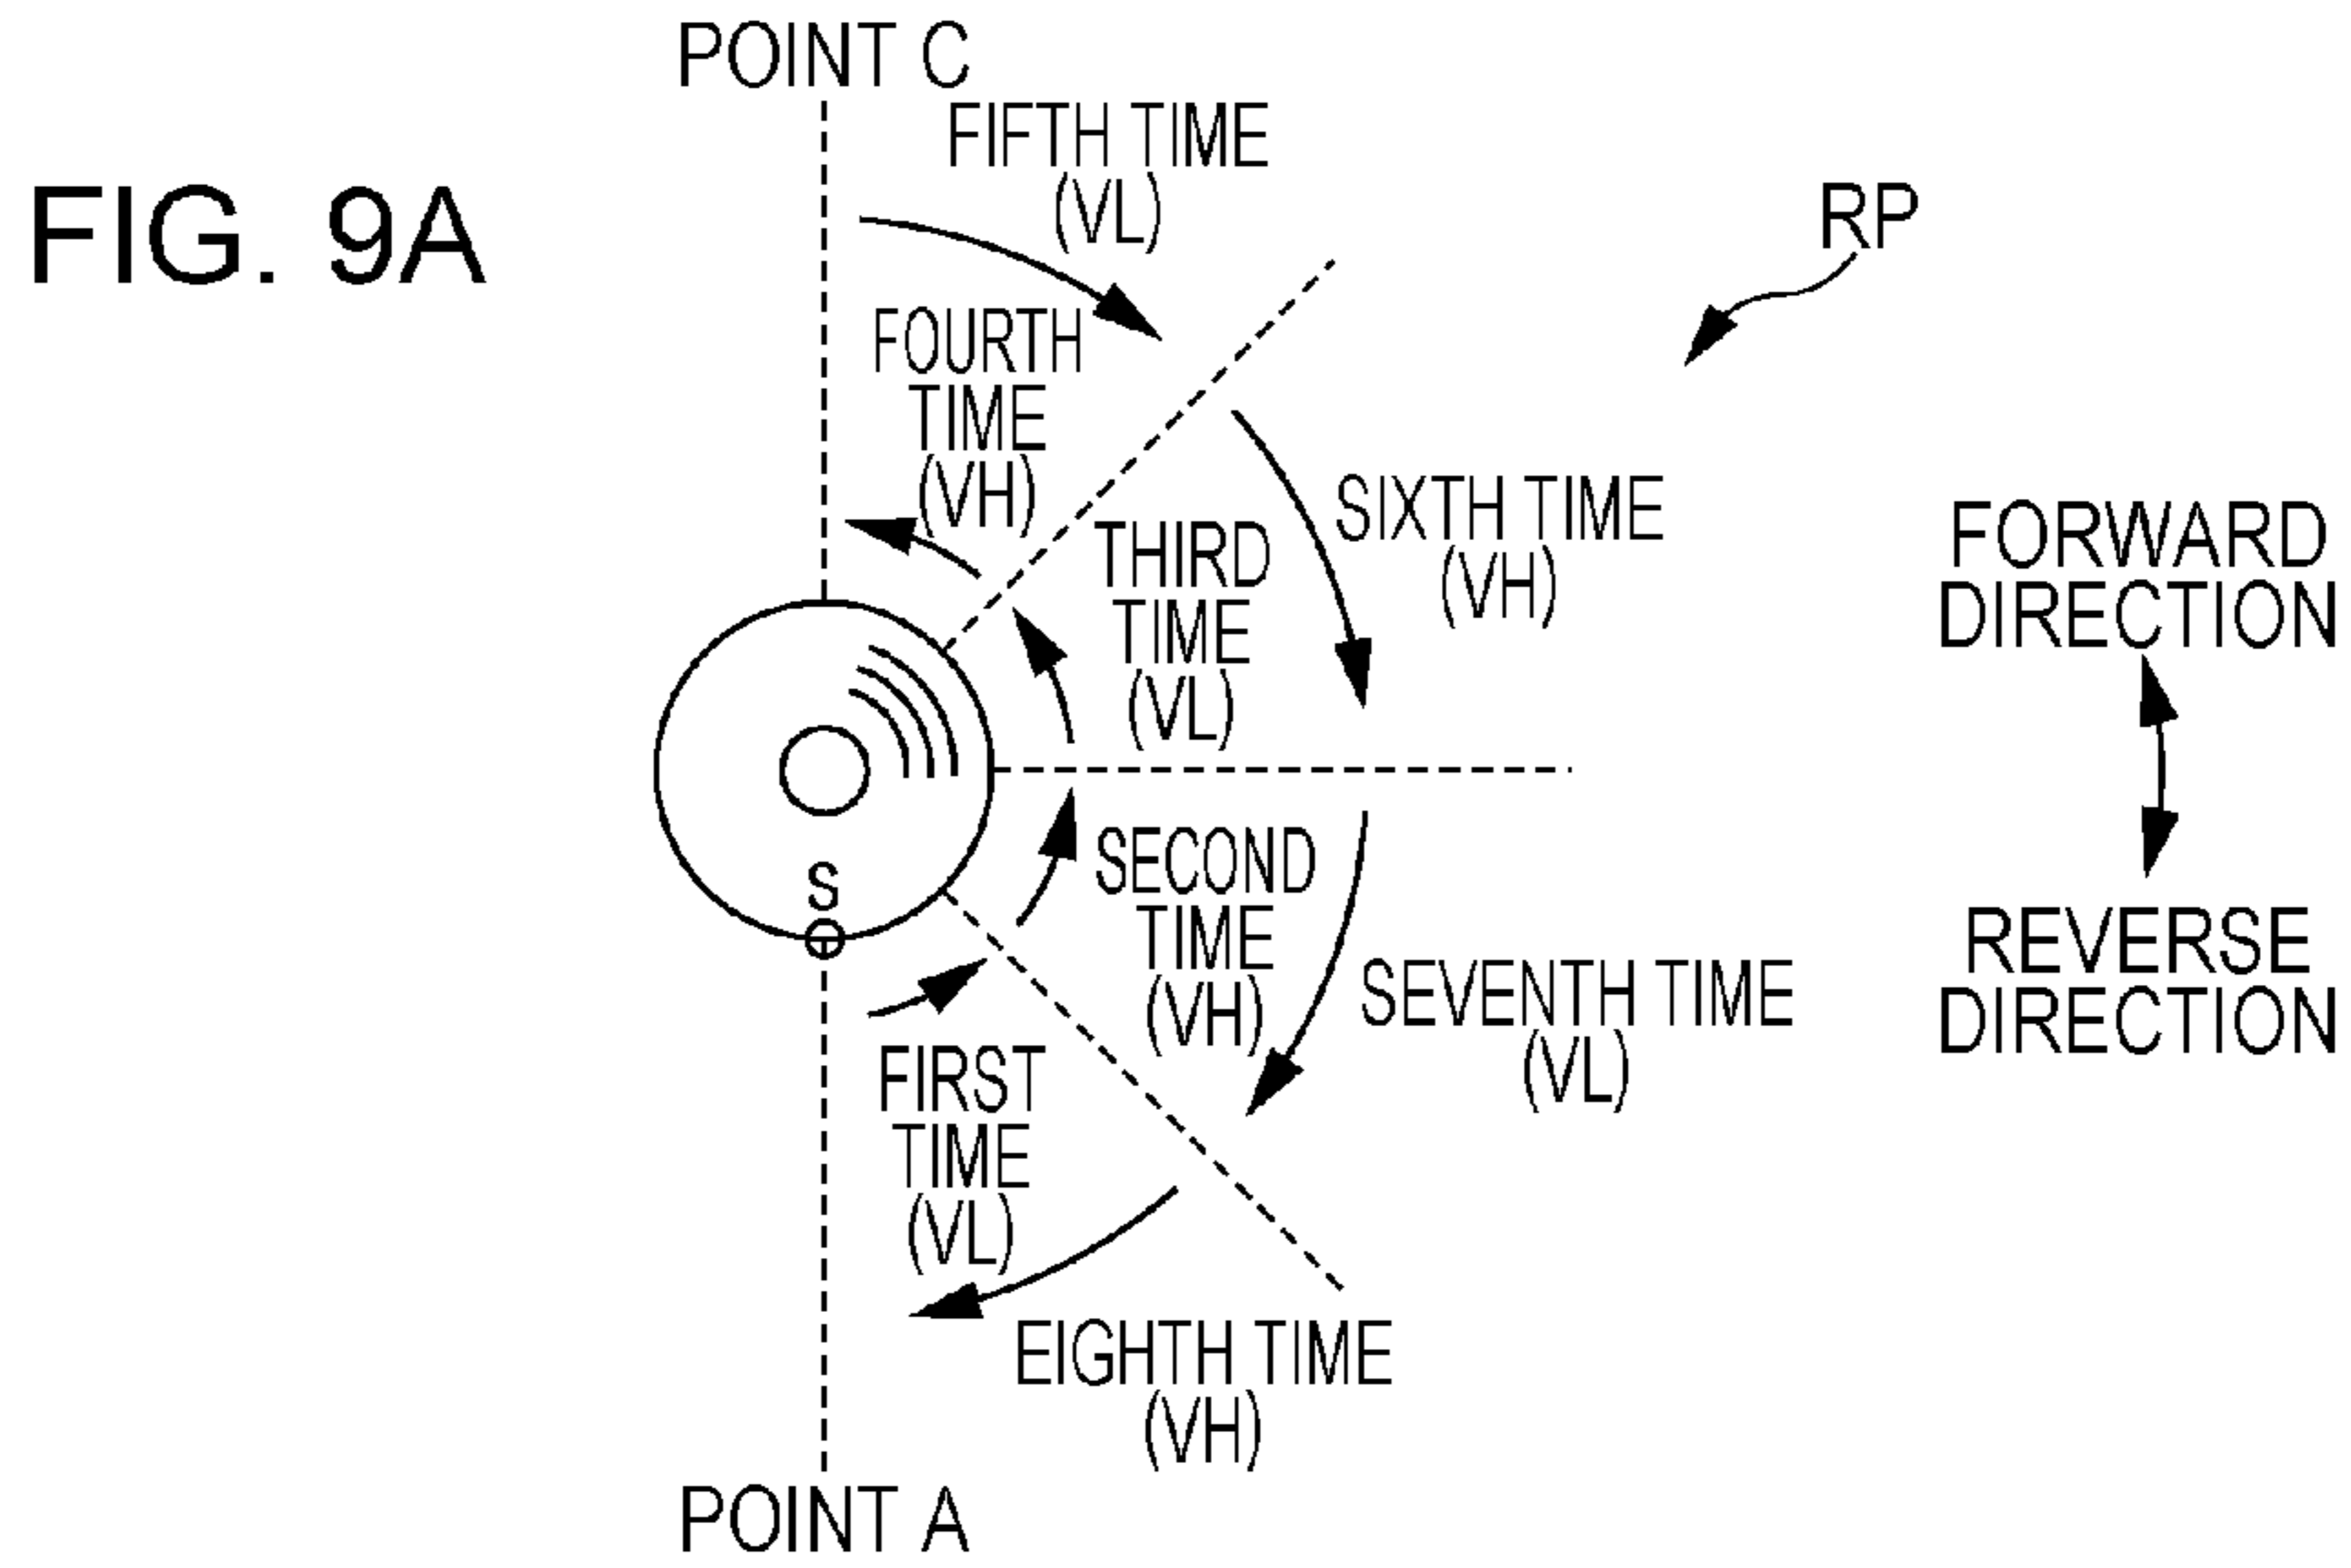 FIG. 9A
POINT C
FIFTH TIME
(VL)
RP
FOURTH
TIME
(VH)
THIRD
TIME
(VL)
SIXTH TIME
(VH)
FORWARD
DIRECTION
S
SECOND
TIME
(VH)
REVERSE
DIRECTION
SEVENTH TIME
(VL)
FIRST
TIME
(VL)
EIGHTH TIME
(VH)
POINT A